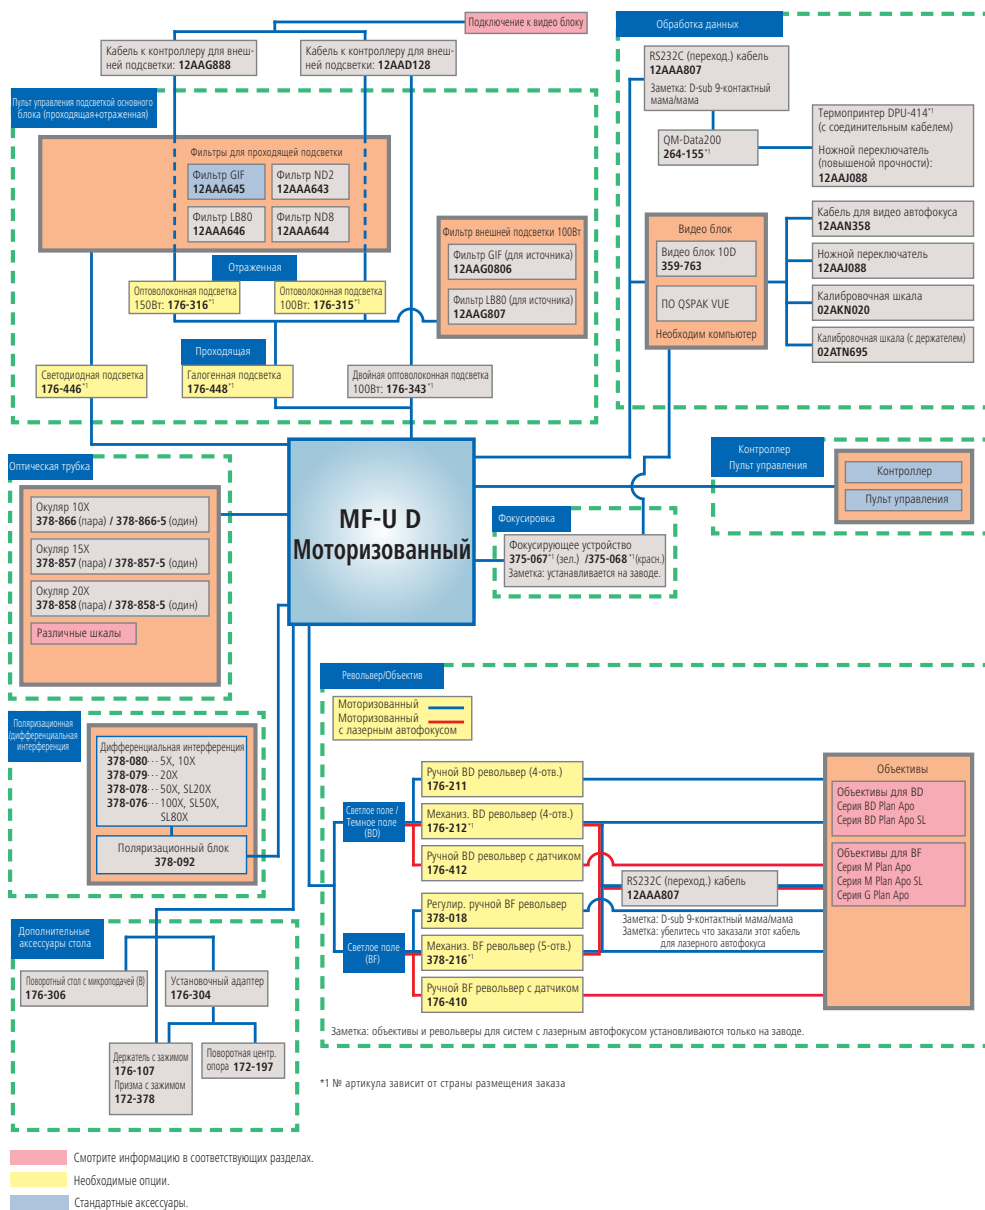 Подключение к видео блоку
Кабель к контроллеру для внеш-
ней подсветки: 12AAG888
Кабель к контроллеру для внеш-
ней подсветки: 12AAD128
Пульт управления подсветкой основного
блока (проходящая+отраженная)
Фильтры для проходящей подсветки
Фильтр GIF
12AAA645
Фильтр ND2
12AAA643
Фильтр LB80
12AAA646
Фильтр ND8
12AAA644
Фильтр внешней подсветки 100Вт
Фильтр GIF (для источника)
12AAG0806
Фильтр LB80 (для источника)
12AAG807
Отраженная
Оптоволоконная подсветка
150Вт: 176-316*1
Оптоволоконная подсветка
100Вт: 176-315*1
Проходящая
Светодиодная подсветка
176-446*1
Галогенная подсветка
176-448*1
Двойная оптоволоконная подсветка
100Вт: 176-343*1
Обработка данных
RS232C (переход.) кабель
12AAA807
Заметка: D-sub 9-контактный
мама/мама
QM-Data200
264-155*1
Термопринтер DPU-414*1
(с соединительным кабелем)
Ножной переключатель
(повышеной прочности):
12AAJ088
Видео блок
Видео блок 10D
359-763
ПО QSPAK VUE
Необходим компьютер
Кабель для видео автофокуса
12AAN358
Ножной переключатель
12AAJ088
Калибровочная шкала
02AKN020
Калибровочная шкала (с держателем)
02ATN695
Контроллер
Пульт управления
Контроллер
Пульт управления
MF-U D
Моторизованный
Фокусировка
Фокусирующее устройство
375-067*1 (зел.) /375-068 *1(красн.)
Заметка: устанавливается на заводе.
Оптическая трубка
Окуляр 10X
378-866 (пара) / 378-866-5 (один)
Окуляр 15X
378-857 (пара) / 378-857-5 (один)
Окуляр 20X
378-858 (пара) / 378-858-5 (один)
Различные шкалы
Поляризационная
/дифференциальная
интерференция
Дифференциальная интерференция
378-080··· 5X, 10X
378-079··· 20X
378-078··· 50X, SL20X
378-076··· 100X, SL50X,
SL80X
Поляризационный блок
378-092
Дополнительные
аксессуары стола
Поворотный стол с микроподачей (B)
176-306
Установочный адаптер
176-304
Держатель с зажимом
176-107
Призма с зажимом
172-378
Поворотная центр.
опора 172-197
Револьвер/Объектив
Моторизованный
Моторизованный
с лазерным автофокусом
Светлое поле /
Темное поле
(BD)
Ручной BD револьвер (4-отв.)
176-211
Механиз. BD револьвер (4-отв.)
176-212*1
Ручной BD револьвер с датчиком
176-412
Светлое поле
(BF)
Регулир. ручной BF револьвер
378-018
Механиз. BF револьвер (5-отв.)
378-216*1
Ручной BF револьвер с датчиком
176-410
RS232C (переход.) кабель
12AAA807
Заметка: D-sub 9-контактный мама/мама
Заметка: убелитесь что заказали этот кабель
для лазерного автофокуса
Объективы
Объективы для BD
Серия BD Plan Apo
Серия BD Plan Apo SL
Объективы для BF
Серия M Plan Apo
Серия M Plan Apo SL
Серия G Plan Apo
Заметка: объективы и револьверы для систем с лазерным автофокусом установливаются только на заводе.
*1 № артикула зависит от страны размещения заказа
Смотрите информацию в соответствующих разделах.
Необходимые опции.
Стандартные аксессуары.